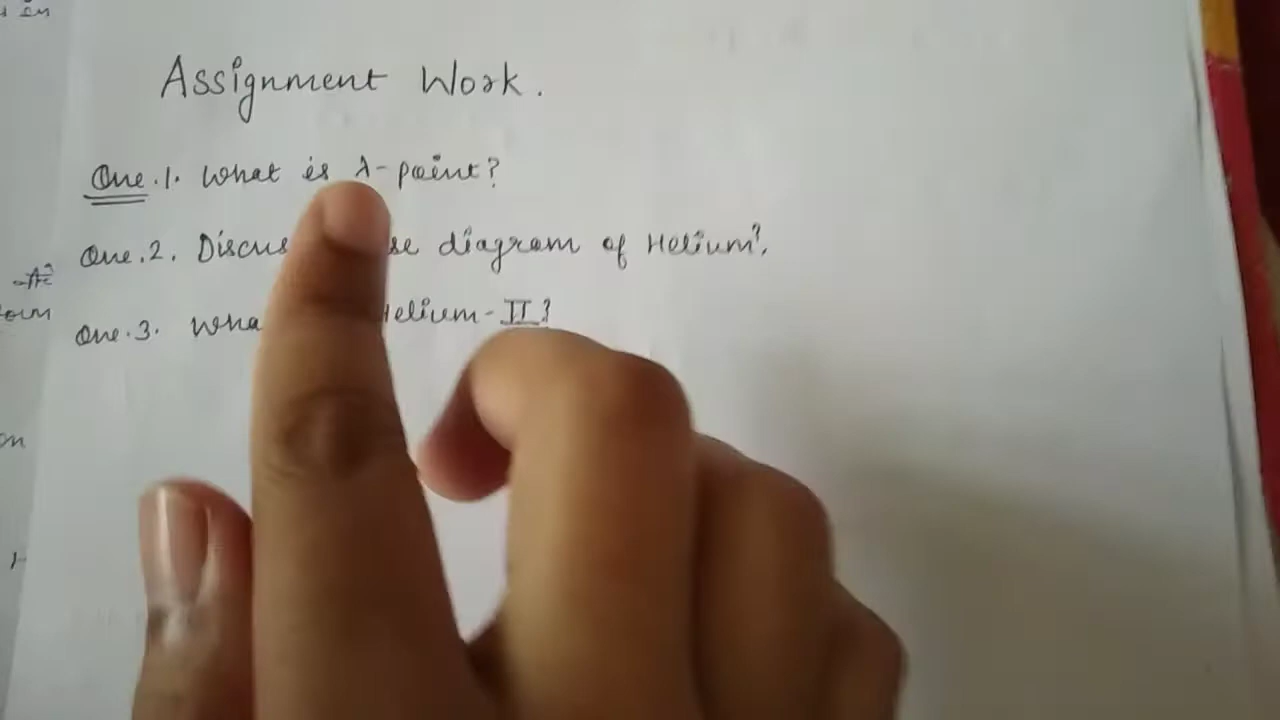 Assignment Work.
Que.1. What is λ-point?
Que.2. Discus se diagram of Helium?.
Que.3. Wha Helium-II?